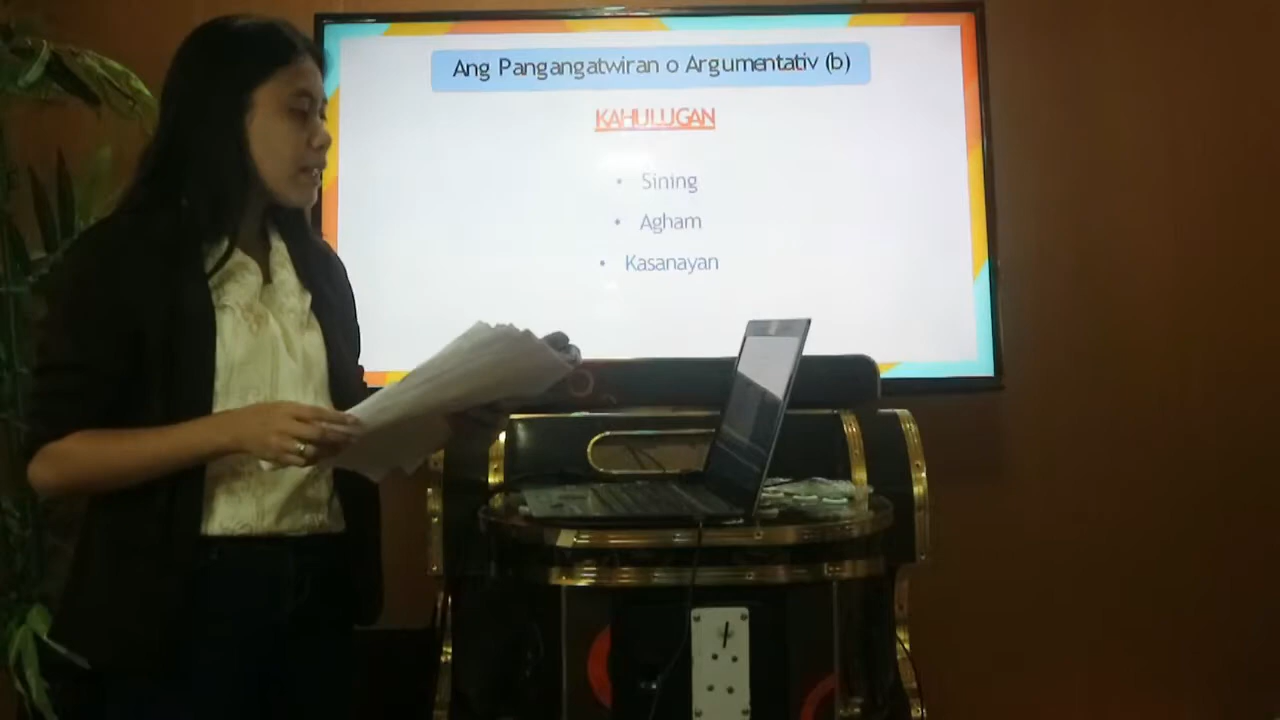 Ang Pangangatwiran o Argumentativ (b)
KAHULUGAN
• Sining
• Agham
• Kasanayan